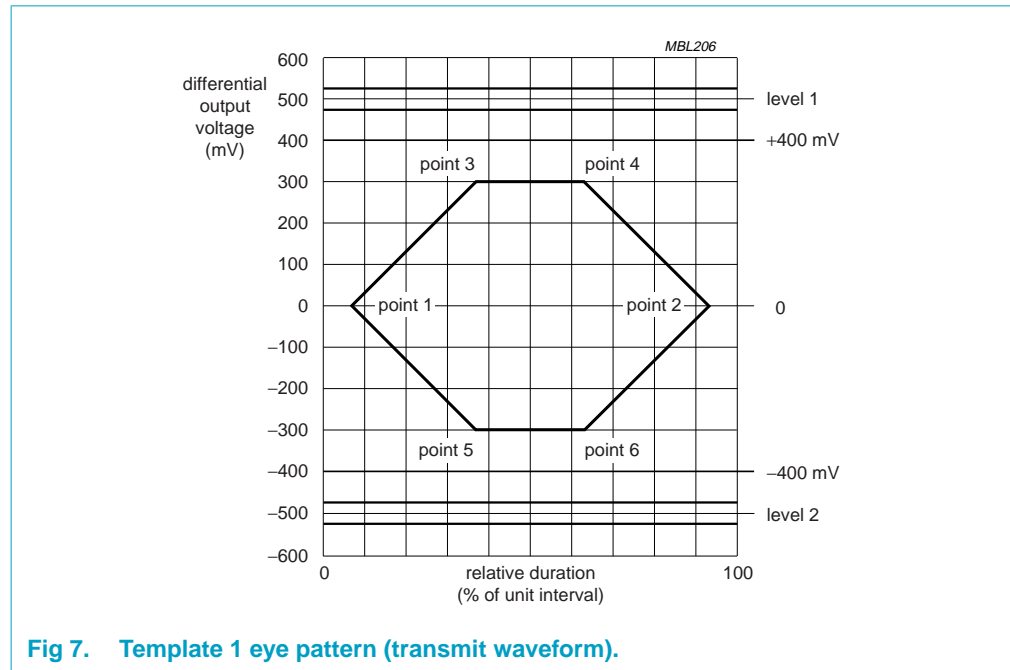 MBL206
differential
output
voltage
(mV)
600
500
400
300
200
100
0
−100
−200
−300
−400
−500
−600
level 1
+400 mV
point 3
point 4
point 1
point 2
0
point 5
point 6
−400 mV
level 2
0
relative duration
(% of unit interval)
100
Fig 7. Template 1 eye pattern (transmit waveform).